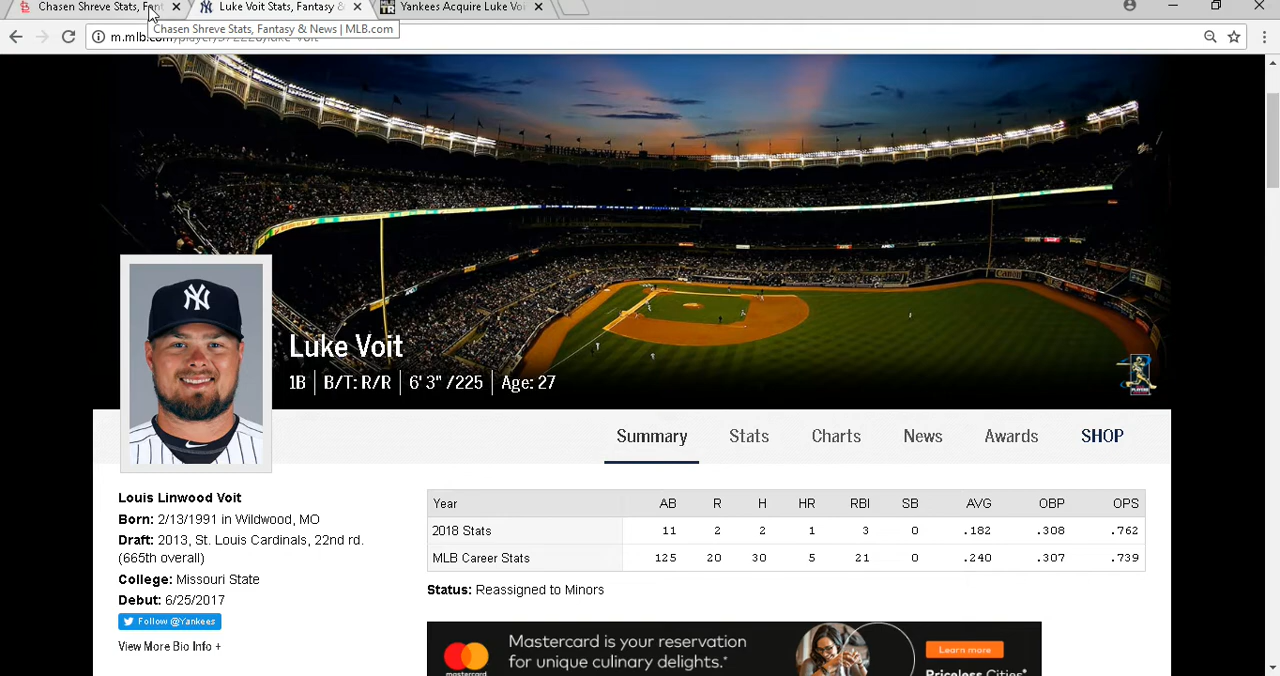 Chasen Shreve Stats, Fant
Luke Voit Stats, Fantasy &
Yankees Acquire Luke Voi
Chasen Shreve Stats, Fantasy & News | MLB.com
Luke Voit
1B | B/T: R/R | 6' 3" /225 | Age: 27
Summary Stats Charts News Awards SHOP
Louis Linwood Voit
Born: 2/13/1991 in Wildwood, MO
Draft: 2013, St. Louis Cardinals, 22nd rd.
(665th overall)
College: Missouri State
Debut: 6/25/2017
Follow @Yankees
View More Bio Info +
Year AB R H HR RBI SB AVG OBP OPS
2018 Stats 11 2 2 1 3 0 .182 .308 .762
MLB Career Stats 125 20 30 5 21 0 .240 .307 .739
Status: Reassigned to Minors
Mastercard is your reservation
for unique culinary delights.*
mastercard
Learn more
Priceless Cities*